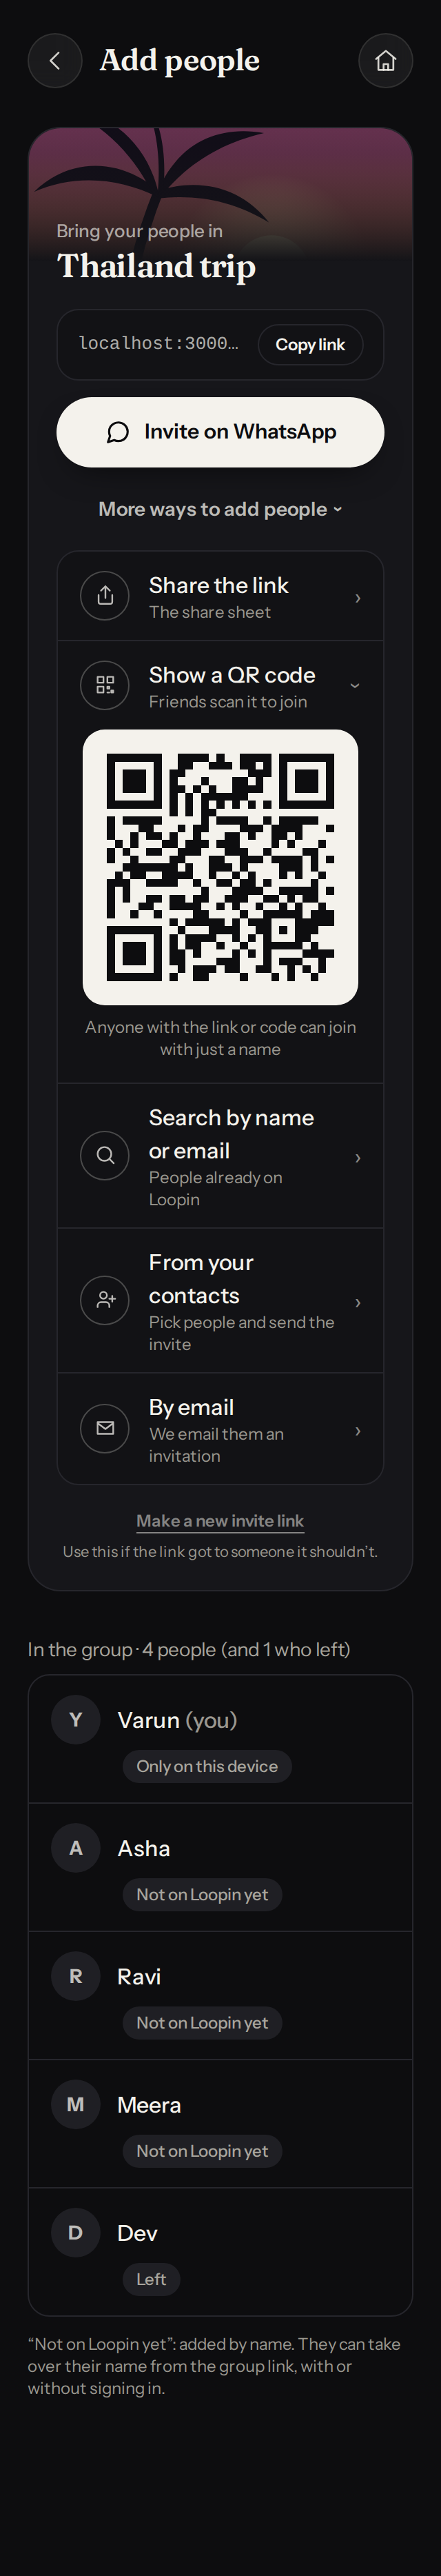 Add people
Bring your people in
Thailand trip
localhost:3000…
Copy link
Invite on WhatsApp
More ways to add people
Share the link
The share sheet
Show a QR code
Friends scan it to join
Anyone with the link or code can join
with just a name
Search by name
or email
People already on
Loopin
From your
contacts
Pick people and send the
invite
By email
We email them an
invitation
Make a new invite link
Use this if the link got to someone it shouldn’t.
In the group · 4 people (and 1 who left)
Y
Varun (you)
Only on this device
A
Asha
Not on Loopin yet
R
Ravi
Not on Loopin yet
M
Meera
Not on Loopin yet
D
Dev
Left
“Not on Loopin yet”: added by name. They can take
over their name from the group link, with or
without signing in.